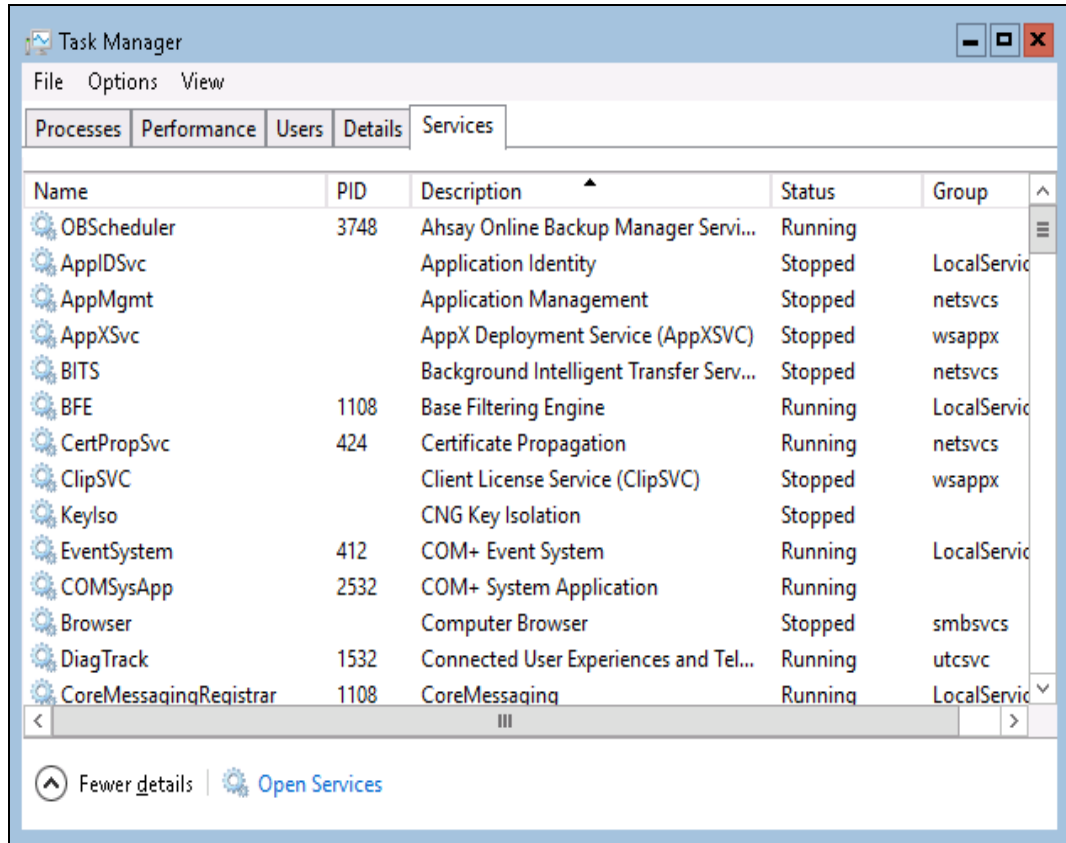 Task Manager
File Options View
Processes Performance Users Details Services
Name PID Description Status Group
OBScheduler 3748 Ahsay Online Backup Manager Servi... Running
AppIDSvc Application Identity Stopped LocalServic
AppMgmt Application Management Stopped netsvcs
AppXSvc AppX Deployment Service (AppXSVC) Stopped wsappx
BITS Background Intelligent Transfer Serv... Stopped netsvcs
BFE 1108 Base Filtering Engine Running LocalServic
CertPropSvc 424 Certificate Propagation Running netsvcs
ClipSVC Client License Service (ClipSVC) Stopped wsappx
KeyIso CNG Key Isolation Stopped
EventSystem 412 COM+ Event System Running LocalServic
COMSysApp 2532 COM+ System Application Running
Browser Computer Browser Stopped smbsvcs
DiagTrack 1532 Connected User Experiences and Tel... Running utcsvc
CoreMessagingRegistrar 1108 CoreMessaging Running LocalServic
Fewer details Open Services